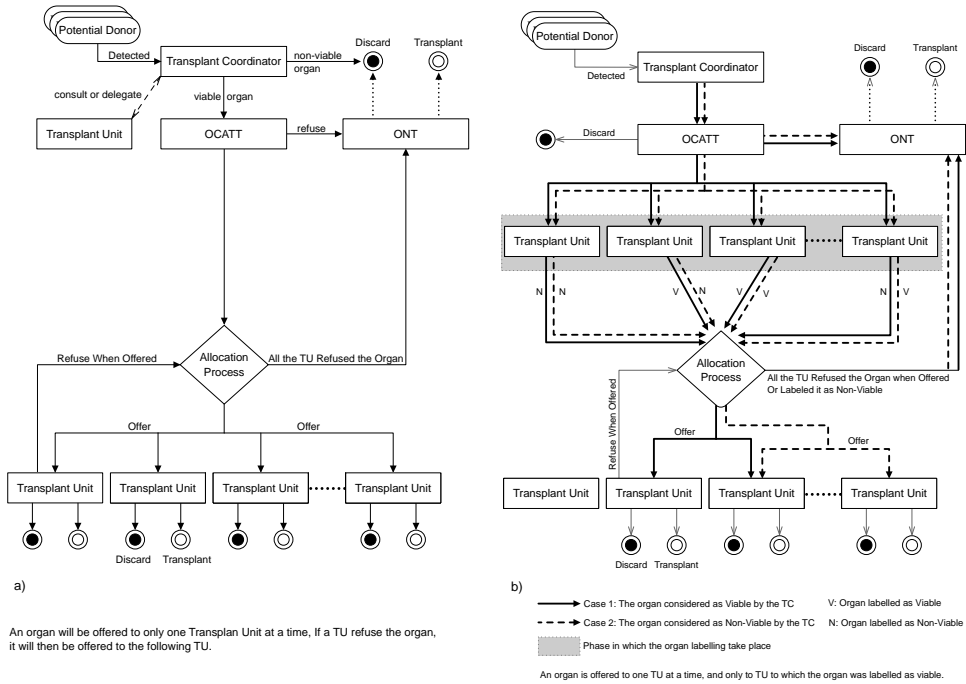 Potential Donor
Detected
Transplant Coordinator
non-viable
organ
Discard
Transplant
consult or delegate
viable organ
Transplant Unit
OCATT
refuse
ONT
Refuse When Offered
Allocation
Process
All the TU Refused the Organ
Offer
Offer
Transplant Unit
Transplant Unit
Transplant Unit
Transplant Unit
Discard
Transplant
a)
An organ will be offered to only one Transplan Unit at a time, If a TU refuse the organ,
it will then be offered to the following TU.
Potential Donor
Detected
Transplant Coordinator
Discard
Transplant
Discard
OCATT
ONT
Transplant Unit
Transplant Unit
Transplant Unit
Transplant Unit
N N V N V V N V
Allocation
Process
All the TU Refused the Organ when Offered
Or Labeled it as Non-Viable
Refuse When Offered
Offer
Offer
Transplant Unit
Transplant Unit
Transplant Unit
Transplant Unit
Discard
Transplant
b)
Case 1: The organ considered as Viable by the TC
V: Organ labelled as Viable
Case 2: The organ considered as Non-Viable by the TC
N: Organ labelled as Non-Viable
Phase in which the organ labelling take place
An organ is offered to one TU at a time, and only to TU to which the organ was labelled as viable.